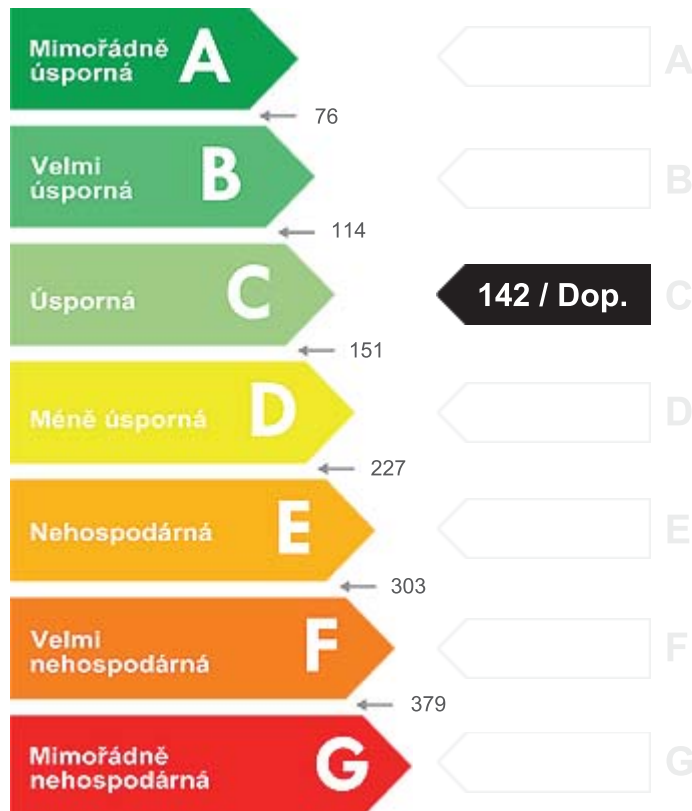 Mimořádně
úsporná
A
A
76
Velmi
úsporná
B
B
114
Úsporná
C
142 / Dop.
C
151
Méně úsporná
D
D
227
Nehospodárná
E
E
303
Velmi
nehospodárná
F
F
379
Mimořádně
nehospodárná
G
G